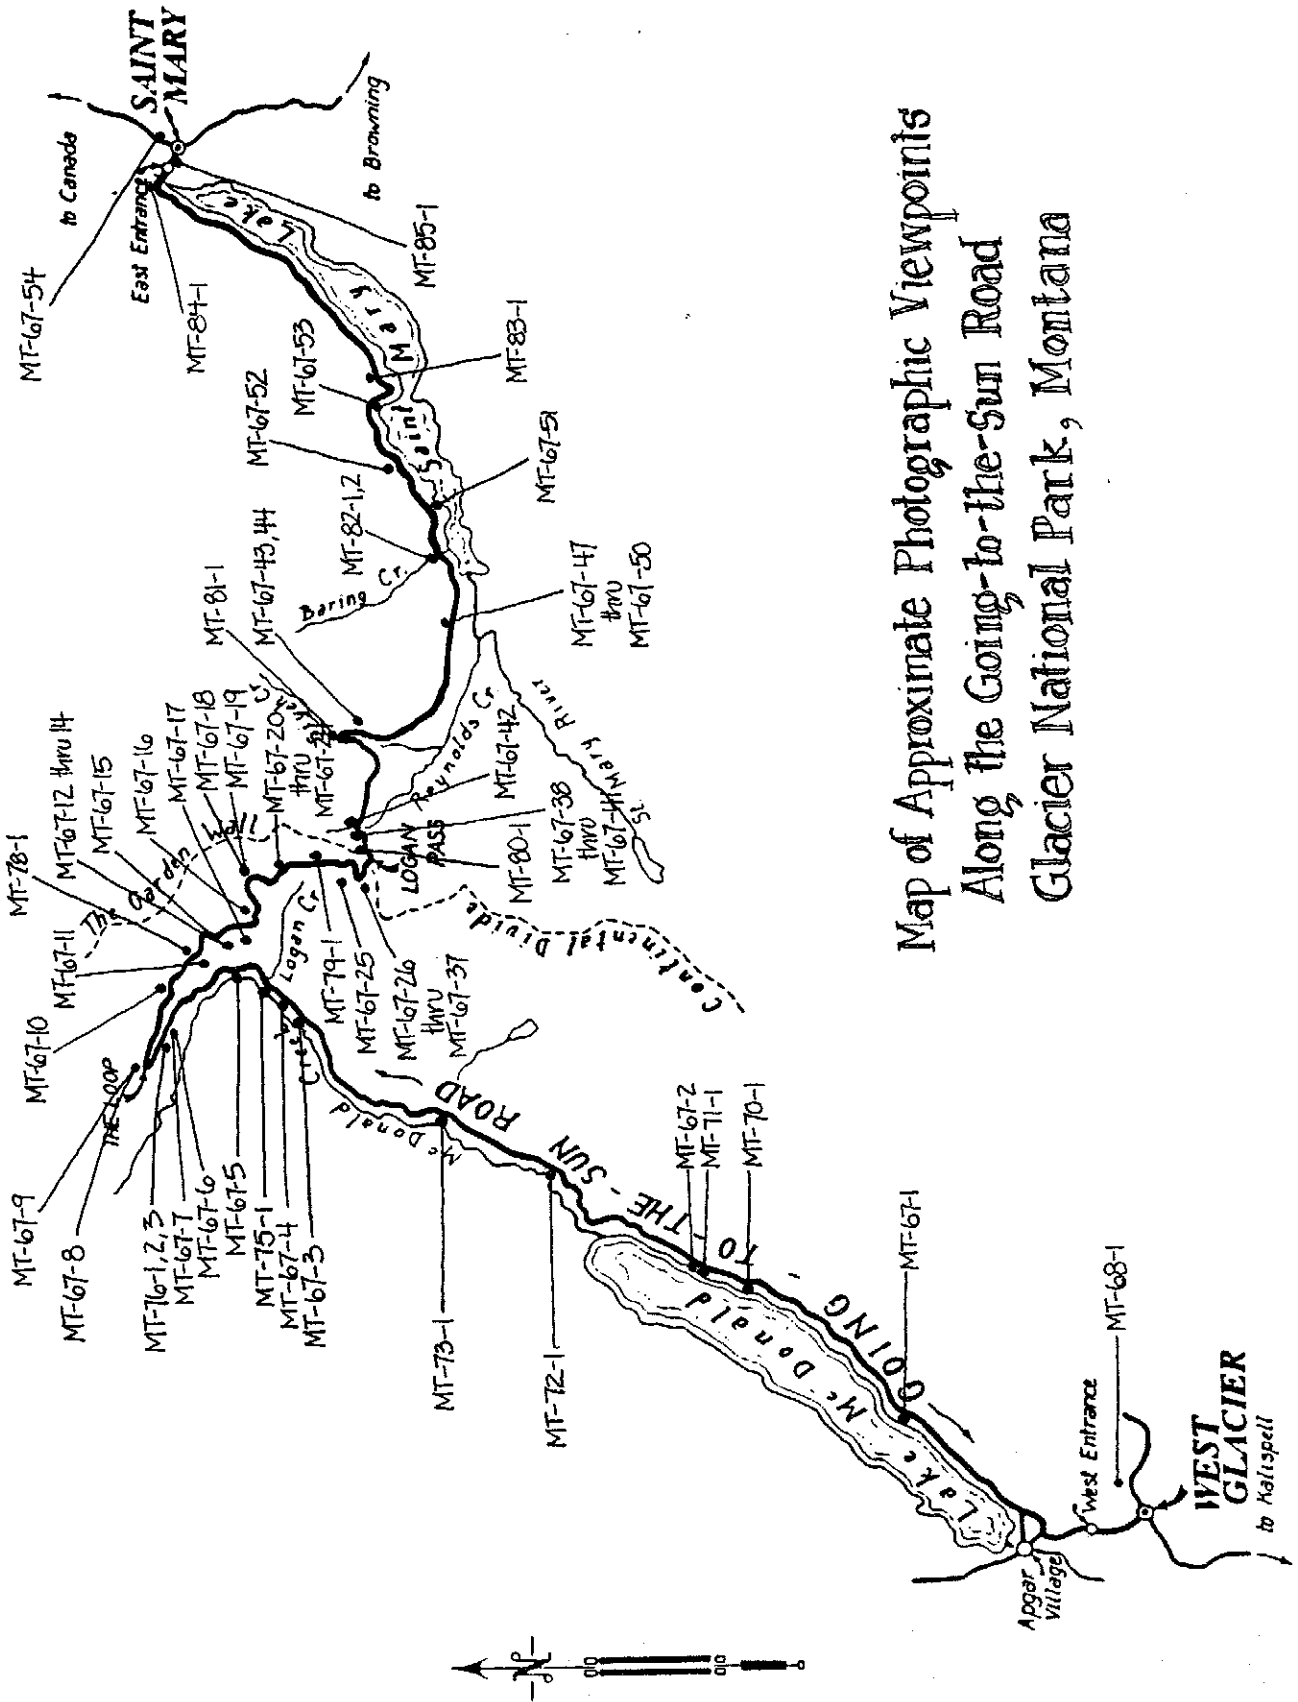 Map of Approximate Photographic Viewpoints
Along the Going-to-the-Sun Road
Glacier National Park, Montana
SAINT
MARY
to Canada
to Browning
East Entrance
MT-67-54
MT-84-1
MT-85-1
Lake
Mary
Saint
MT-67-53
MT-83-1
MT-67-52
MT-67-51
MT-82-1,2
Baring Cr.
MT-67-47
thru
MT-67-50
MT-67-43,44
MT-81-1
Reynolds Cr.
St. Mary River
MT-67-42
MT-67-38
thru
MT-67-41
MT-80-1
LOGAN
PASS
Continental Divide
MT-67-20
thru
MT-67-24
MT-67-19
MT-67-18
MT-67-17
MT-67-16
MT-67-15
MT-67-12 thru 14
MT-78-1
The Garden Wall
MT-67-11
MT-67-10
Logan Cr.
MT-79-1
MT-67-25
MT-67-26
thru
MT-67-37
THE LOOP
MT-67-9
MT-67-8
MT-76-1,2,3
MT-67-7
MT-67-6
MT-67-5
MT-75-1
MT-67-4
MT-67-3
McDonald Creek
MT-73-1
MT-72-1
GOING - TO - THE - SUN ROAD
MT-67-2
MT-71-1
MT-70-1
MT-67-1
Lake McDonald
MT-68-1
West Entrance
Apgar
Village
WEST
GLACIER
to Kalispell
N